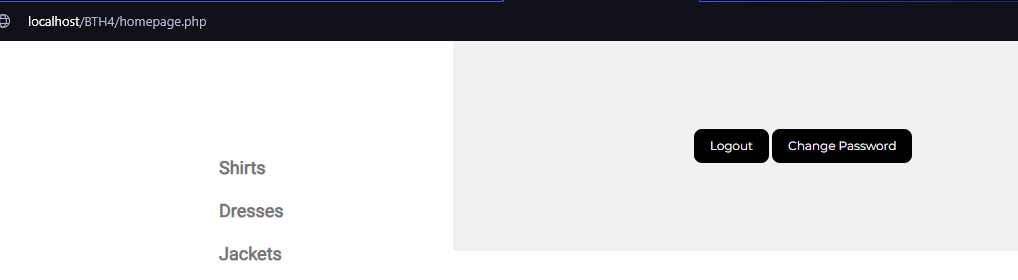 localhost/BTH4/homepage.php
Logout Change Password
Shirts
Dresses
Jackets